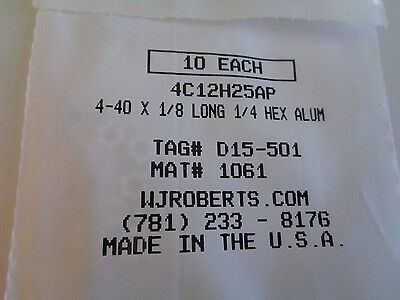 10 EACH
4C12H25AP
4-40 X 1/8 LONG 1/4 HEX ALUM
TAG# D15-501
MAT# 1061
WJROBERTS.COM
(781) 233 - 8176
MADE IN THE U.S.A.